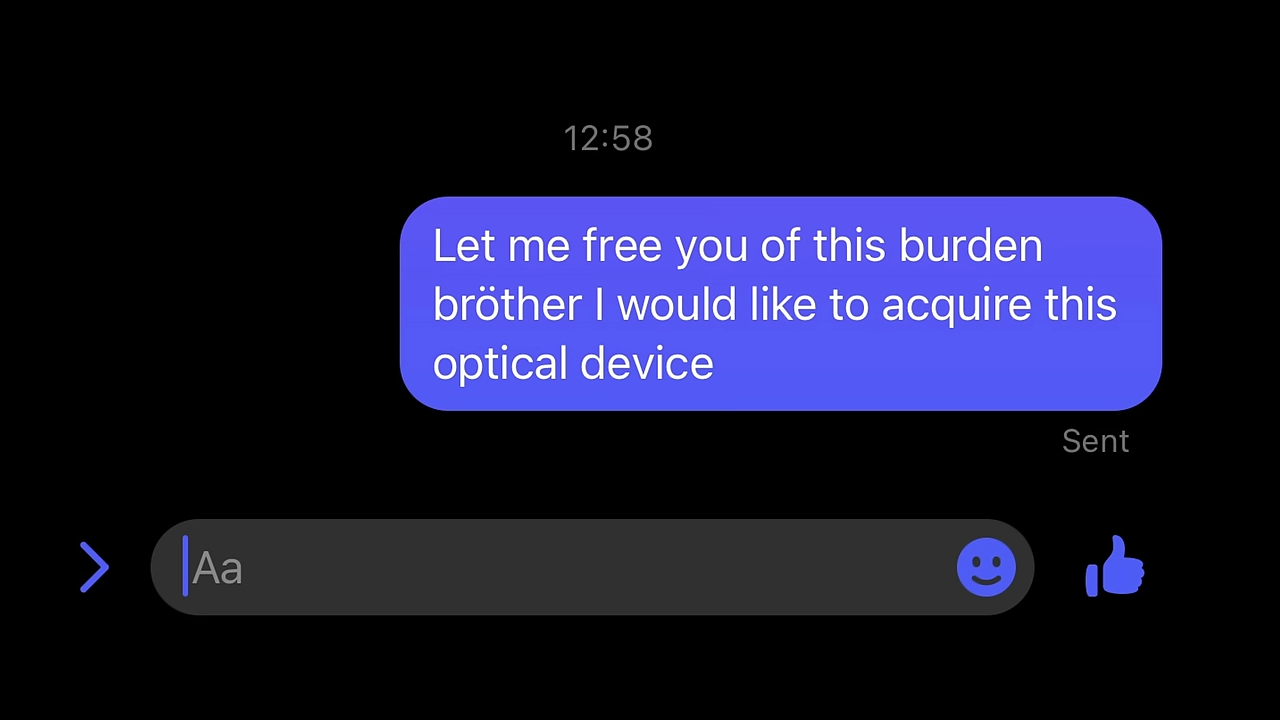 12:58
Let me free you of this burden
bröther I would like to acquire this
optical device
Sent
Aa